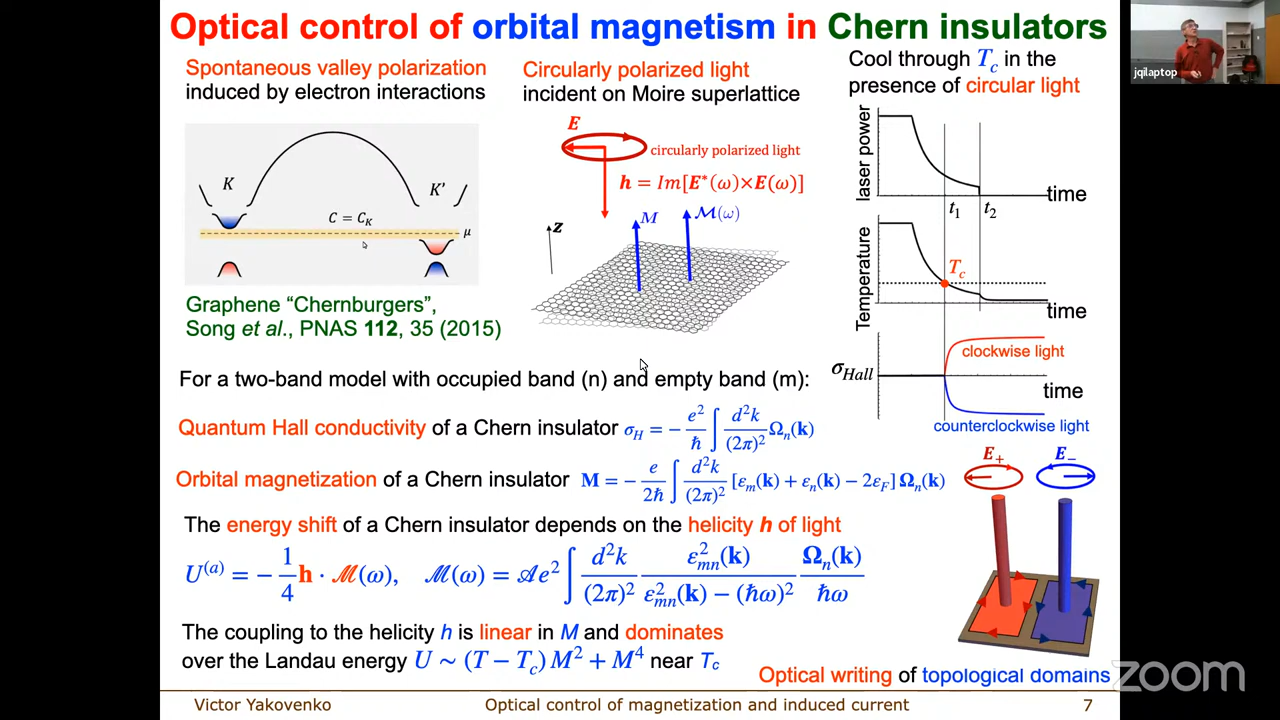 Optical control of orbital magnetism in Chern insulators
jqilaptop
Spontaneous valley polarization
induced by electron interactions
K
K'
C = C_K
μ
Graphene “Chernburgers”,
Song et al., PNAS 112, 35 (2015)
Circularly polarized light
incident on Moire superlattice
E
circularly polarized light
h = Im[E*(ω)×E(ω)]
z
M
ℳ(ω)
Cool through T_c in the
presence of circular light
laser power
time
t₁
t₂
Temperature
T_c
time
σ_Hall
clockwise light
time
counterclockwise light
E₊
E₋
For a two-band model with occupied band (n) and empty band (m):
Quantum Hall conductivity of a Chern insulator σ_H = − e²/ħ ∫ d²k/(2π)² Ω_n(k)
Orbital magnetization of a Chern insulator M = − e/2ħ ∫ d²k/(2π)² [ε_m(k) + ε_n(k) − 2ε_F] Ω_n(k)
The energy shift of a Chern insulator depends on the helicity h of light
U^(a) = − 1/4 h · ℳ(ω), ℳ(ω) = 𝒜e² ∫ d²k/(2π)² ε²_mn(k)/(ε²_mn(k) − (ħω)²) Ω_n(k)/ħω
The coupling to the helicity h is linear in M and dominates
over the Landau energy U ~ (T − T_c) M² + M⁴ near T_c
Optical writing of topological domains
zoom
Victor Yakovenko
Optical control of magnetization and induced current
7